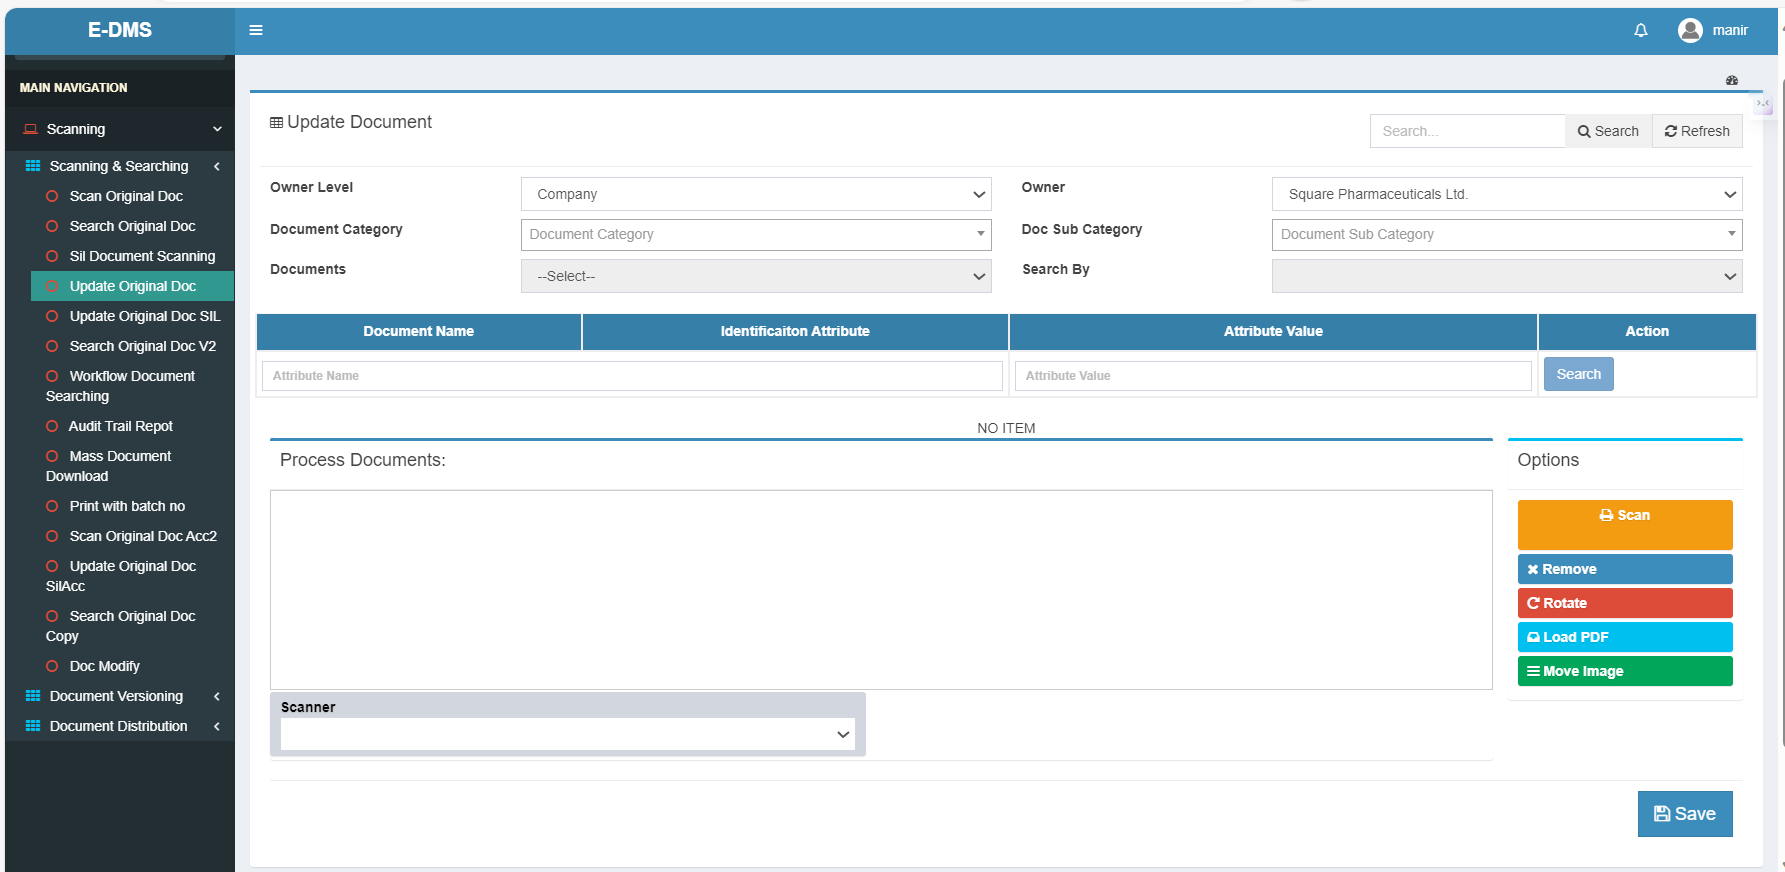 E-DMS
manir
MAIN NAVIGATION
Scanning
Scanning & Searching
Scan Original Doc
Search Original Doc
Sil Document Scanning
Update Original Doc
Update Original Doc SIL
Search Original Doc V2
Workflow Document
Searching
Audit Trail Repot
Mass Document
Download
Print with batch no
Scan Original Doc Acc2
Update Original Doc
SilAcc
Search Original Doc
Copy
Doc Modify
Document Versioning
Document Distribution
Update Document
Search... Search Refresh
Owner Level Company Owner Square Pharmaceuticals Ltd.
Document Category Document Category Doc Sub Category Document Sub Category
Documents --Select-- Search By
Document Name Identificaiton Attribute Attribute Value Action
Attribute Name Attribute Value Search
NO ITEM
Process Documents:
Options
Scan
Remove
Rotate
Load PDF
Move Image
Scanner
Save